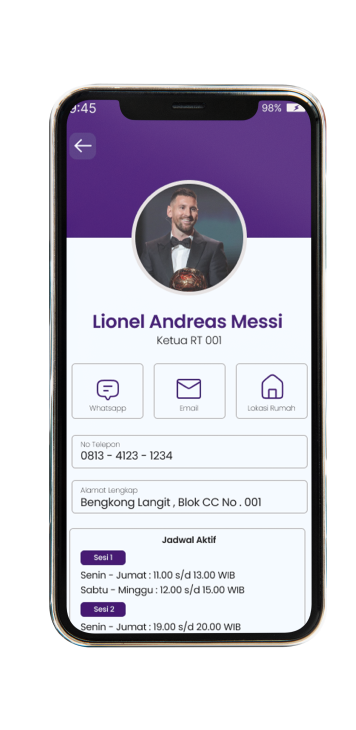 9:45
98%
Lionel Andreas Messi
Ketua RT 001
Whatsapp
Email
Lokasi Rumah
No Telepon
0813 - 4123 - 1234
Alamat Lengkap
Bengkong Langit , Blok CC No . 001
Jadwal Aktif
Sesi 1
Senin - Jumat : 11.00 s/d 13.00 WIB
Sabtu - Minggu : 12.00 s/d 15.00 WIB
Sesi 2
Senin - Jumat : 19.00 s/d 20.00 WIB